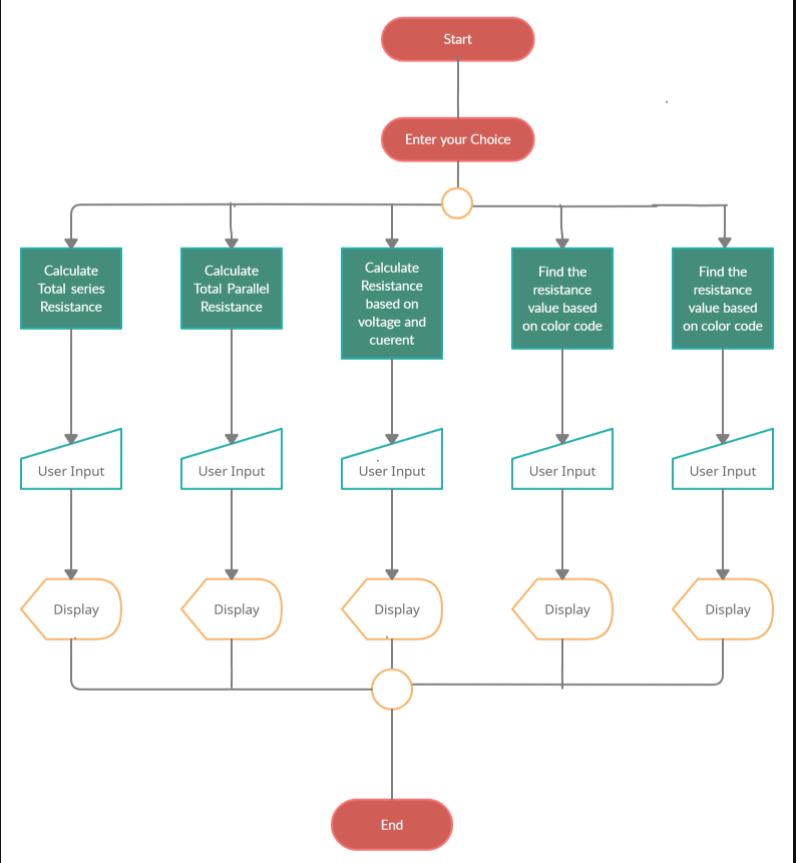 Start
Enter your Choice
Calculate
Total series
Resistance
Calculate
Total Parallel
Resistance
Calculate
Resistance
based on
voltage and
cuerent
Find the
resistance
value based
on color code
Find the
resistance
value based
on color code
User Input
User Input
User Input
User Input
User Input
Display
Display
Display
Display
Display
End